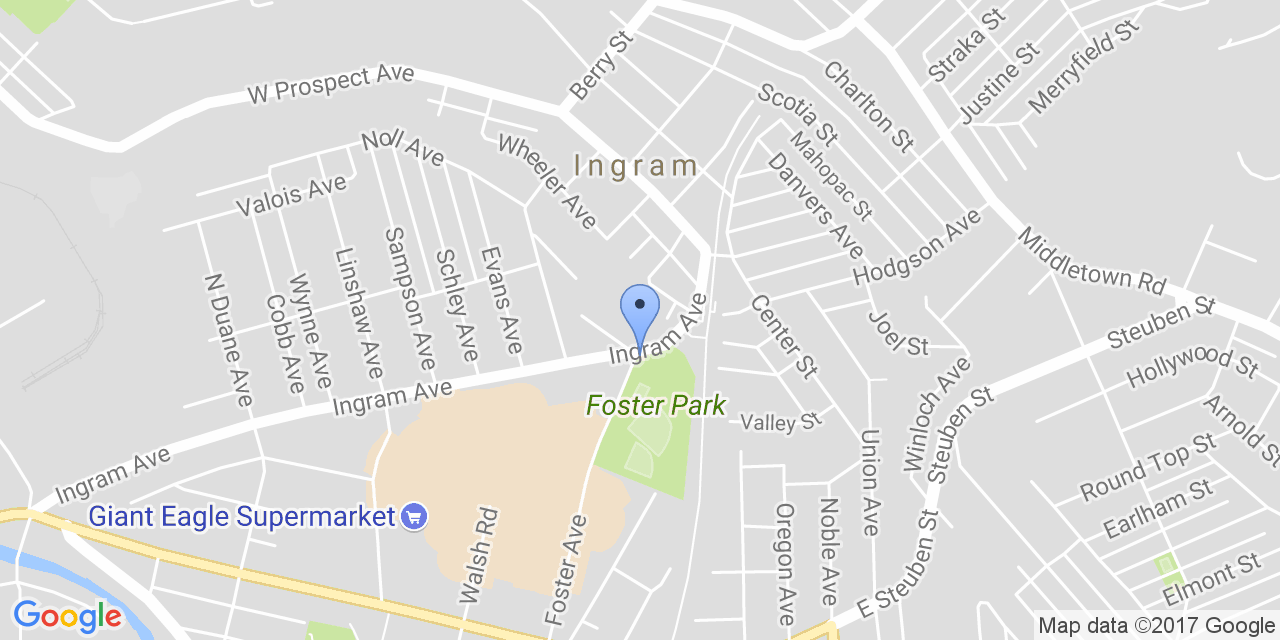 Straka St
Justine St
Merryfield St
Berry St
Charlton St
W Prospect Ave
Scotia St
Noll Ave
Wheeler Ave
Ingram
Mahopac St
Danvers Ave
Valois Ave
Hodgson Ave
Middletown Rd
N Duane Ave
Cobb Ave
Wynne Ave
Linshaw Ave
Sampson Ave
Schley Ave
Evans Ave
Ingram Ave
Center St
Joel St
Steuben St
Hollywood St
Ingram Ave
Foster Park
Valley St
Winloch Ave
Steuben St
Arnold St
Union Ave
Round Top St
Ingram Ave
Earlham St
Giant Eagle Supermarket
Walsh Rd
Foster Ave
Oregon Ave
Noble Ave
E Steuben St
Elmont St
Google
Map data ©2017 Google